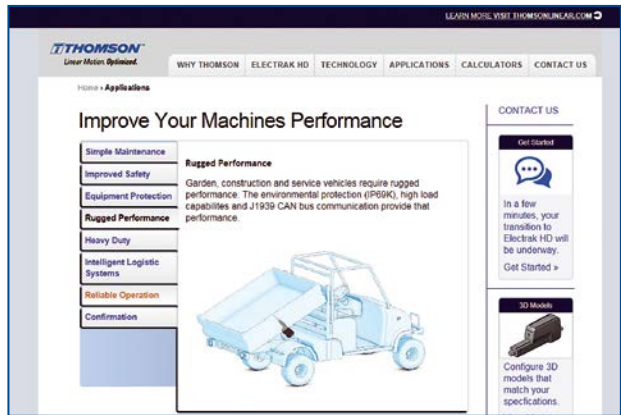 LEARN MORE VISIT THOMSONLINEAR.COM
THOMSON
Linear Motion. Optimized.
WHY THOMSON
ELECTRAK HD
TECHNOLOGY
APPLICATIONS
CALCULATORS
CONTACT US
Home › Applications
Improve Your Machines Performance
Simple Maintenance
Improved Safety
Equipment Protection
Rugged Performance
Heavy Duty
Intelligent Logistic
Systems
Reliable Operation
Confirmation
Rugged Performance
Garden, construction and service vehicles require rugged
performance. The environmental protection (IP69K), high load
capabilites and J1939 CAN bus communication provide that
performance.
CONTACT US
Get Started
In a few
minutes, your
transition to
Electrak HD will
be underway.
Get Started »
3D Models
Configure 3D
models that
match your
specfications.